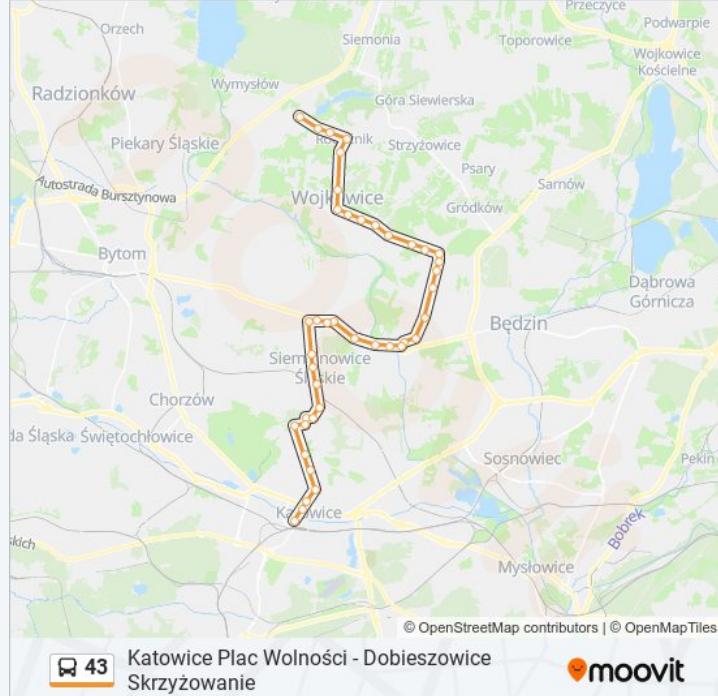 Przeczyce
Orzech
Podwarpie
Siemonia
Toporowice
Wojkowice
Kościelne
Wymysłów
Radzionków
Góra Siewierska
Piekary Śląskie
Strzyżowice
Psary
Autostrada Bursztynowa
Wojkowice
Sarnów
Gródków
Bytom
Dąbrowa
Górnicza
Będzin
Siemianowice
Śląskie
Chorzów
da Śląska
Świętochłowice
Sosnowiec
Pekin
Katowice
skich
Bobrek
Mysłowice
© OpenStreetMap contributors | © OpenMapTiles
43
Katowice Plac Wolności - Dobieszowice
Skrzyżowanie
moovit